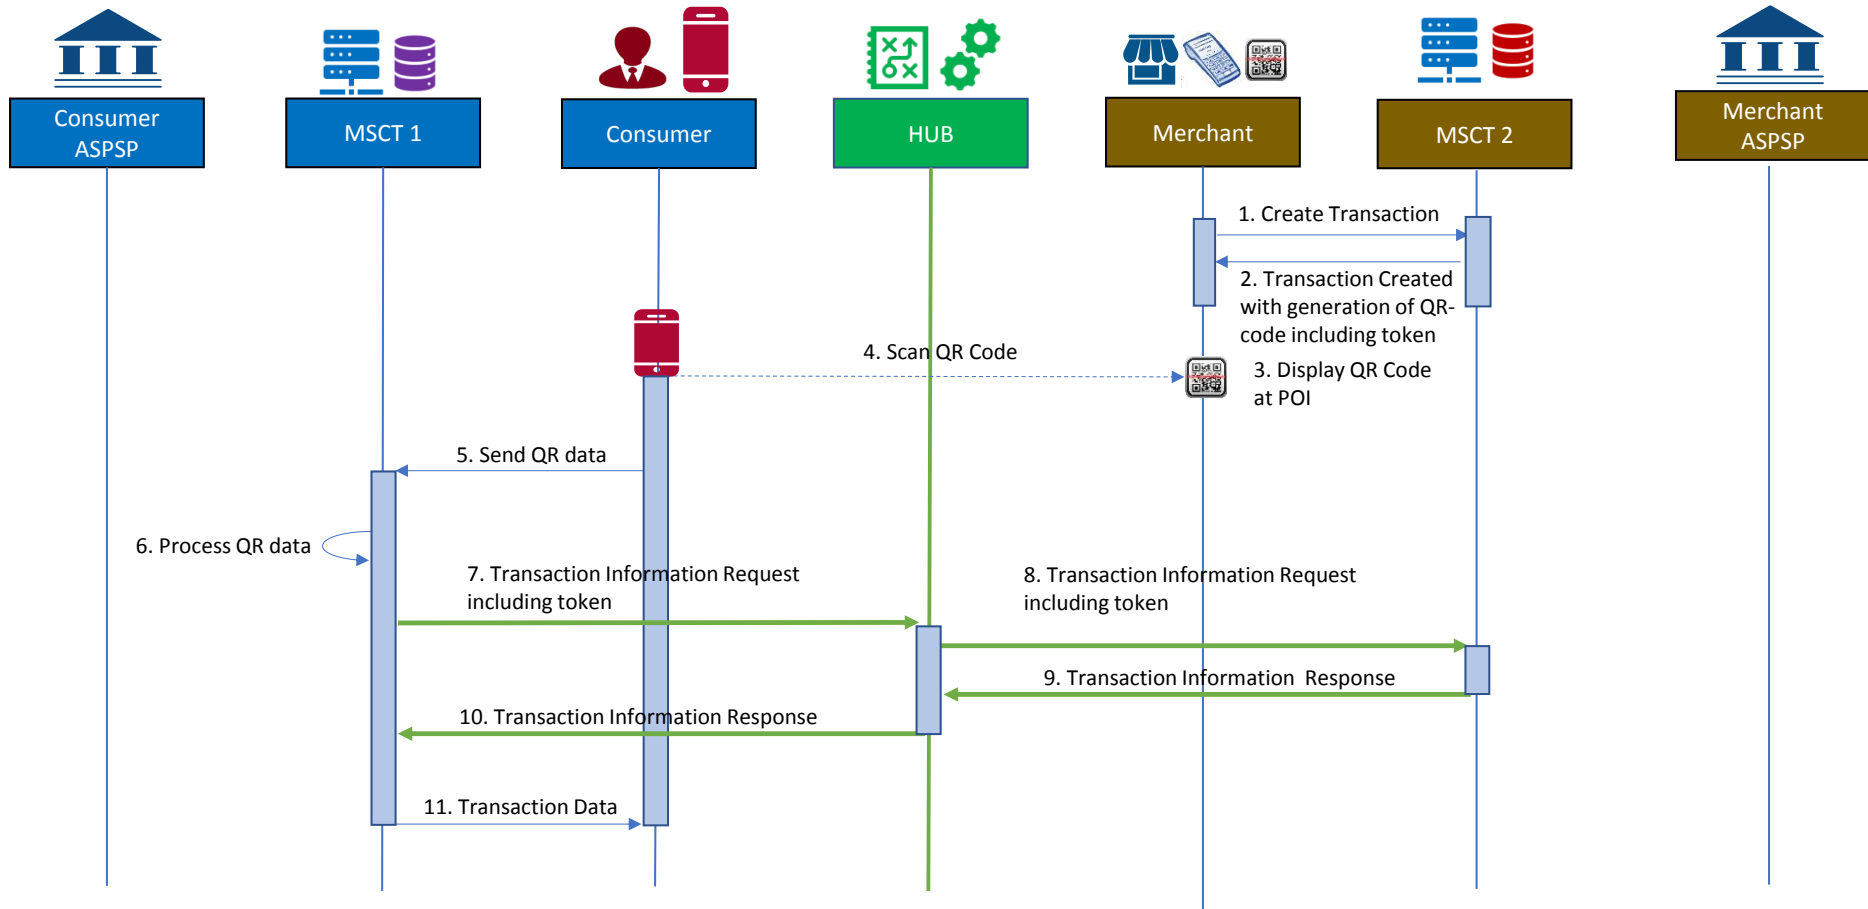 Consumer
ASPSP
MSCT 1
Consumer
HUB
Merchant
MSCT 2
Merchant
ASPSP
1. Create Transaction
2. Transaction Created
with generation of QR-
code including token
4. Scan QR Code
3. Display QR Code
at POI
5. Send QR data
6. Process QR data
7. Transaction Information Request
including token
8. Transaction Information Request
including token
9. Transaction Information  Response
10. Transaction Information Response
11. Transaction Data